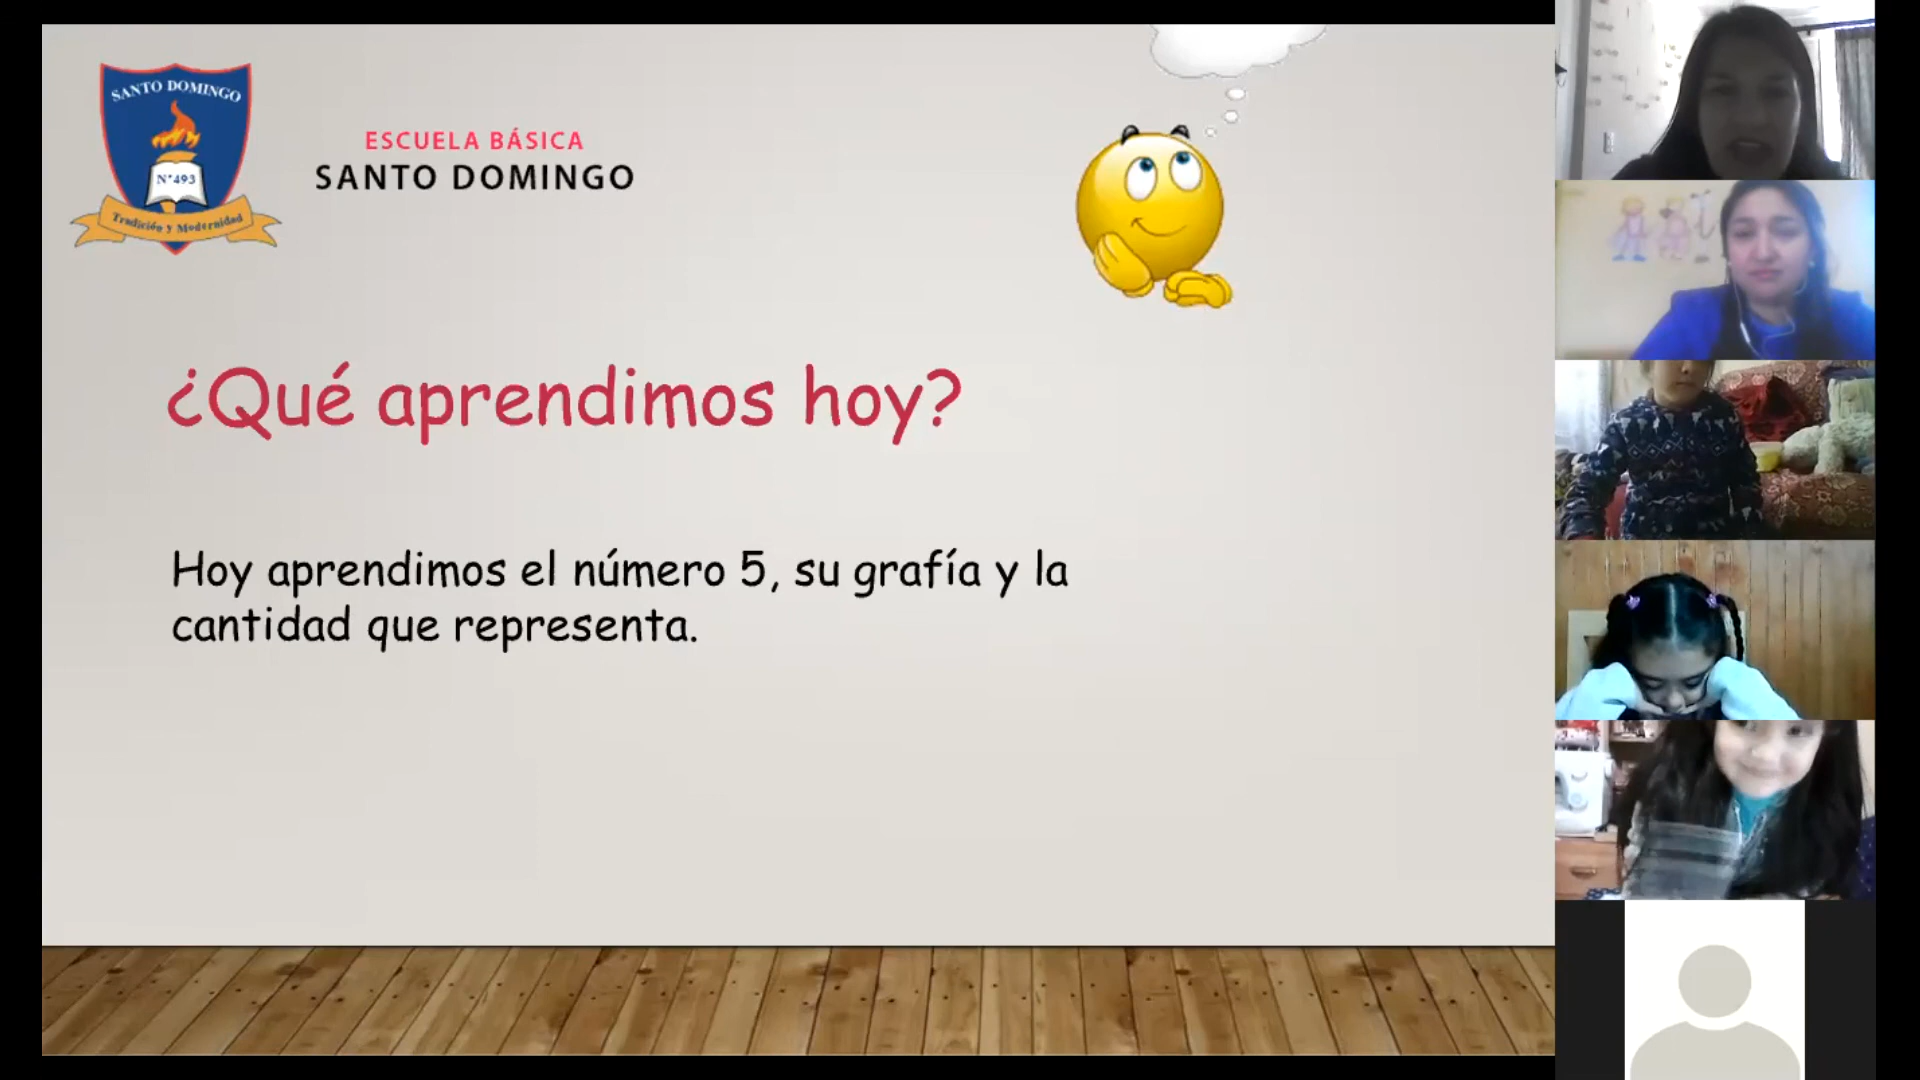 SANTO DOMINGO
N°493
Tradición y Modernidad
ESCUELA BÁSICA
SANTO DOMINGO
¿Qué aprendimos hoy?
Hoy aprendimos el número 5, su grafía y la
cantidad que representa.